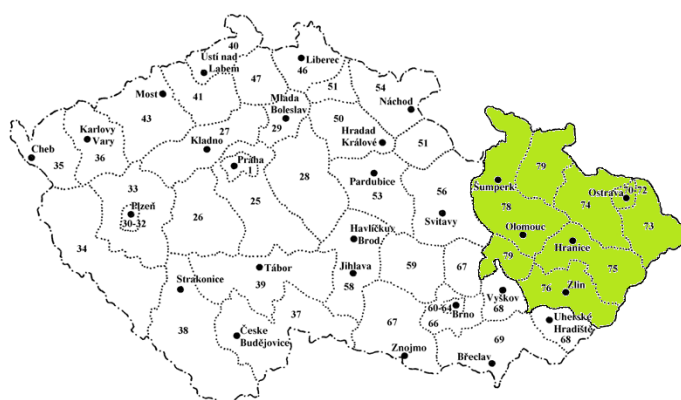 40
Ústí nad
Labem
Liberec
46
47
51
54
Most
41
Mladá
Boleslav
Náchod
43
50
Karlovy
Vary
27
29
Hradad
Králové
51
Cheb
35
36
Kladno
Praha
1
79
33
28
Pardubice
53
56
Šumperk
70-72
Ostrava
Plzeň
30-32
26
25
78
74
Svitavy
73
34
Havlíčkuv
Brod
Olomouc
Hranice
Tábor
39
Jihlava
58
59
67
79
75
Strakonice
76
Zlín
Vyškov
68
60-64
Brno
66
37
38
Česke
Budějovice
67
69
Uherské
Hradiště
68
Znojmo
Břeclav